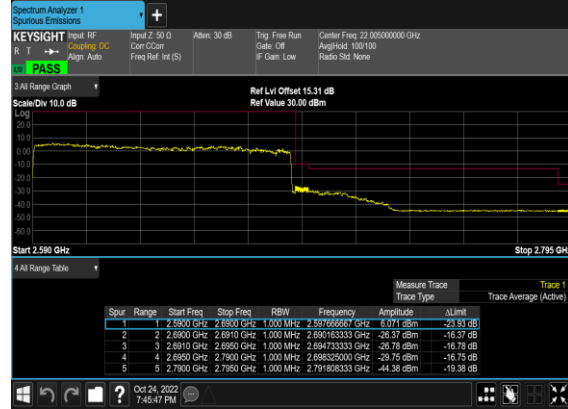 Spectrum Analyzer 1
Spurious Emissions
KEYSIGHT Input: RF Input Z: 50 Ω Atten: 30 dB Trig: Free Run Center Freq: 22.005000000 GHz
R T Coupling: DC Corr CCorr Gate: Off Avg|Hold: 100/100
Align: Auto Freq Ref: Int (S) IF Gain: Low Radio Std: None
PASS
3 All Range Graph
Ref Lvl Offset 15.31 dB
Scale/Div 10.0 dB Ref Value 30.00 dBm
Log
20.0
10.0
0.00
-10.0
-20.0
-30.0
-40.0
-50.0
-60.0
Start 2.590 GHz Stop 2.795 GHz
4 All Range Table
Measure Trace Trace 1
Trace Type Trace Average (Active)
Spur Range Start Freq Stop Freq RBW Frequency Amplitude ΔLimit
1 1 2.5900 GHz 2.6900 GHz 1.000 MHz 2.597666667 GHz 6.071 dBm -23.93 dB
2 2 2.6900 GHz 2.6910 GHz 1.000 MHz 2.690163333 GHz -26.37 dBm -16.37 dB
3 3 2.6910 GHz 2.6950 GHz 1.000 MHz 2.694733333 GHz -26.78 dBm -16.78 dB
4 4 2.6950 GHz 2.7900 GHz 1.000 MHz 2.698325000 GHz -29.75 dBm -16.75 dB
5 5 2.7900 GHz 2.7950 GHz 1.000 MHz 2.791808333 GHz -44.38 dBm -19.38 dB
Oct 24, 2022
7:45:47 PM